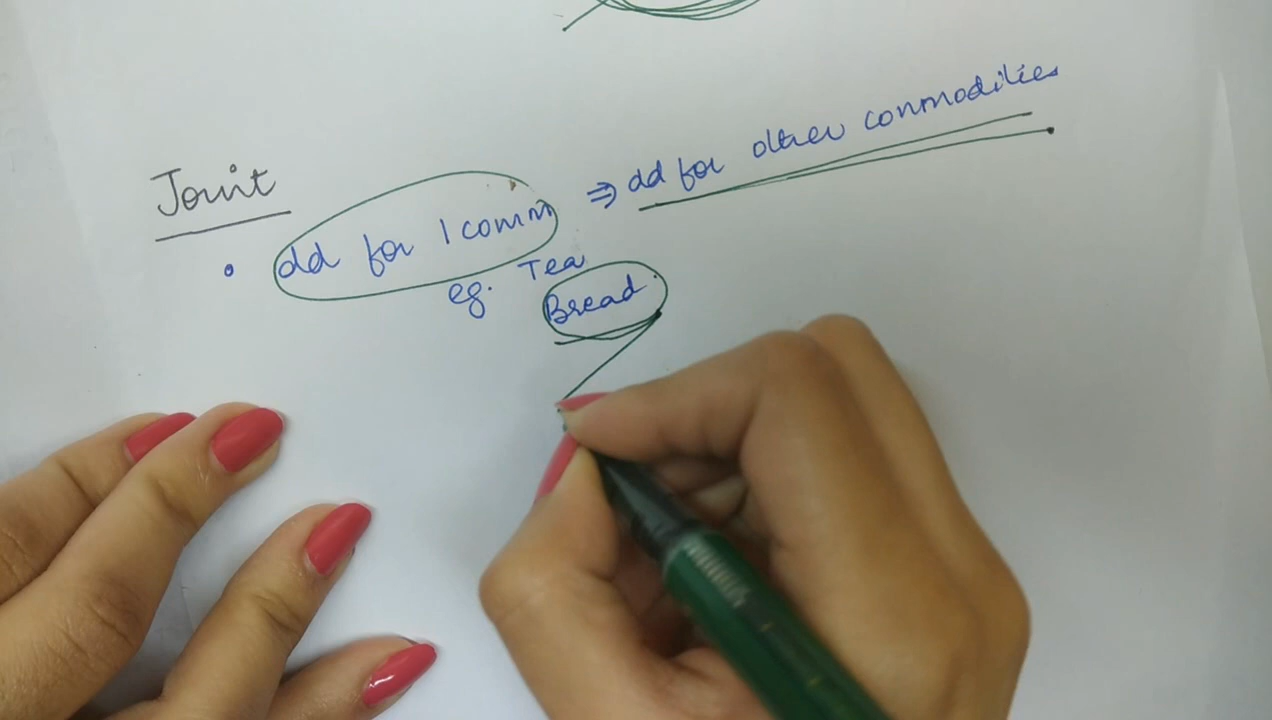 Joint
• dd for 1 comm ⇒ dd for other commodities
eg. Tea
Bread